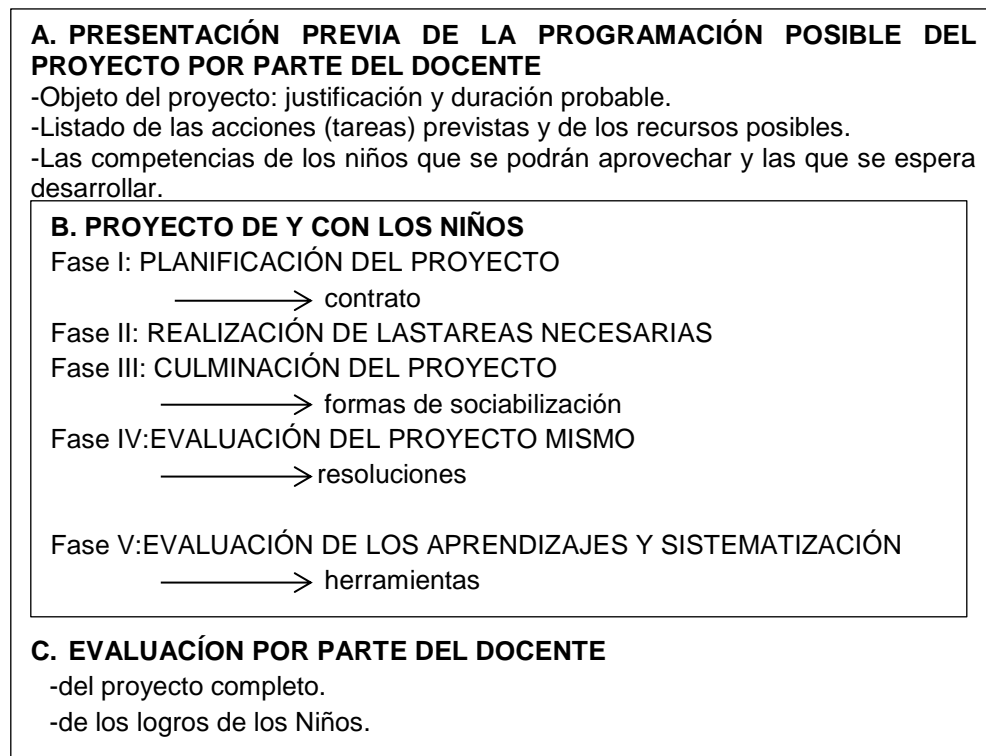 A. PRESENTACIÓN PREVIA DE LA PROGRAMACIÓN POSIBLE DEL
PROYECTO POR PARTE DEL DOCENTE
-Objeto del proyecto: justificación y duración probable.
-Listado de las acciones (tareas) previstas y de los recursos posibles.
-Las competencias de los niños que se podrán aprovechar y las que se espera
desarrollar.
B. PROYECTO DE Y CON LOS NIÑOS
Fase I: PLANIFICACIÓN DEL PROYECTO
contrato
Fase II: REALIZACIÓN DE LASTAREAS NECESARIAS
Fase III: CULMINACIÓN DEL PROYECTO
formas de sociabilización
Fase IV:EVALUACIÓN DEL PROYECTO MISMO
resoluciones
Fase V:EVALUACIÓN DE LOS APRENDIZAJES Y SISTEMATIZACIÓN
herramientas
C. EVALUACÍON POR PARTE DEL DOCENTE
-del proyecto completo.
-de los logros de los Niños.